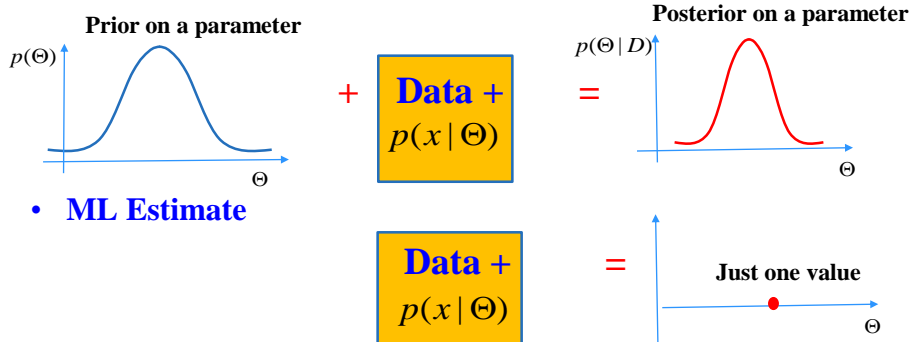 Prior on a parameter
p(Θ)
Θ
+
Data +
p(x | Θ)
=
Posterior on a parameter
p(Θ | D)
Θ
• ML Estimate
Data +
p(x | Θ)
=
Just one value
Θ